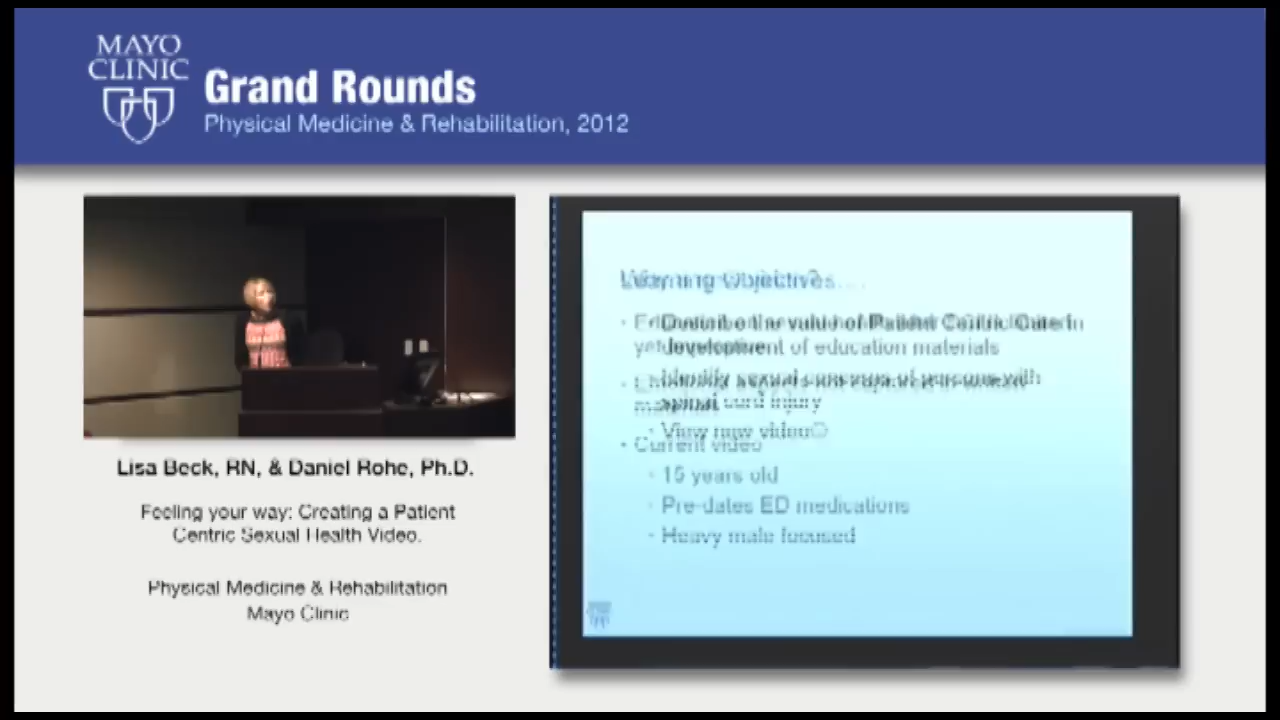 MAYO
CLINIC
Grand Rounds
Physical Medicine & Rehabilitation, 2012
Lisa Beck, RN, & Daniel Rohe, Ph.D.
Feeling your way: Creating a Patient
Centric Sexual Health Video.
Physical Medicine & Rehabilitation
Mayo Clinic
Learning Objectives
Describe the value of Patient Centric Care in
development of education materials
Identify sexual concerns of persons with
spinal cord injury
View new video
Current video
15 years old
Pre-dates ED medications
Heavy male focused